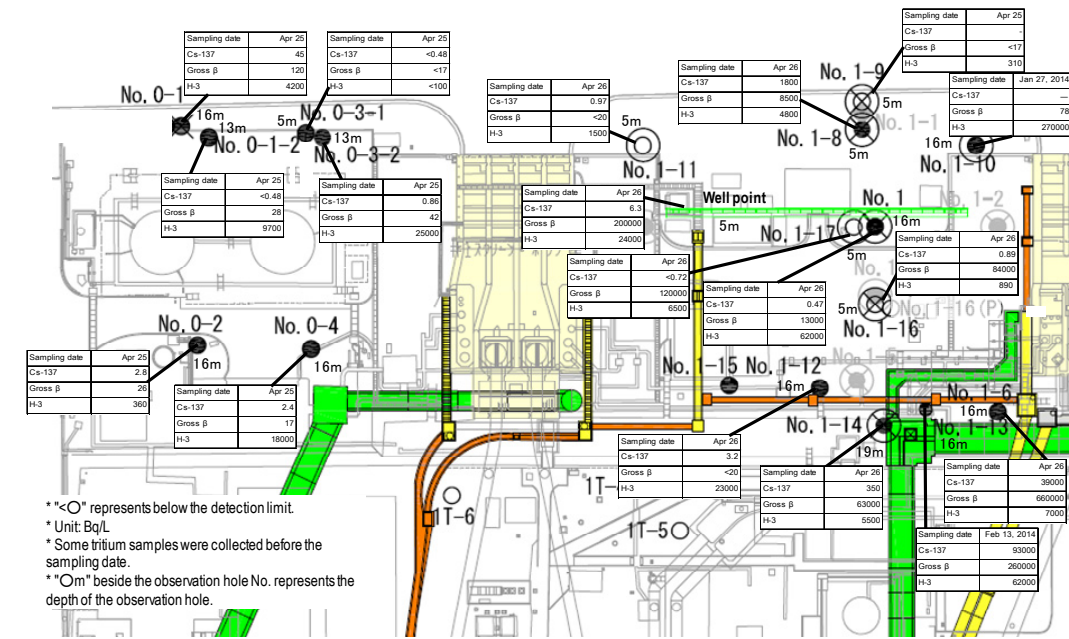 Sampling date Apr 25
Cs-137 45
Gross β 120
H-3 4200
Sampling date Apr 25
Cs-137 <0.48
Gross β <17
H-3 <100
Sampling date Apr 26
Cs-137 0.97
Gross β <20
H-3 1500
Sampling date Apr 26
Cs-137 1800
Gross β 8500
H-3 4800
Sampling date Apr 25
Cs-137 -
Gross β <17
H-3 310
Sampling date Jan 27, 2014
Cs-137 —
Gross β 78
H-3 270000
No. 0-1
16m
13m
No. 0-1-2
5m
No. 0-3-1
13m
No. 0-3-2
5m
No. 1-11
No. 1-9
5m
No. 1-8
5m
No. 1-1
16m
No. 1-10
Sampling date Apr 25
Cs-137 <0.48
Gross β 28
H-3 9700
Sampling date Apr 25
Cs-137 0.86
Gross β 42
H-3 25000
Sampling date Apr 26
Cs-137 6.3
Gross β 200000
H-3 24000
Well point
5m
No. 1
16m
No. 1-2
No. 1-17
5m
Sampling date Apr 26
Cs-137 <0.72
Gross β 120000
H-3 6500
Sampling date Apr 26
Cs-137 0.47
Gross β 13000
H-3 62000
Sampling date Apr 26
Cs-137 0.89
Gross β 84000
H-3 890
5m
No. 1-16
No. 1-16(P)
No. 0-2
16m
No. 0-4
16m
Sampling date Apr 25
Cs-137 2.8
Gross β 26
H-3 360
Sampling date Apr 25
Cs-137 2.4
Gross β 17
H-3 18000
No. 1-15
No. 1-12
16m
No. 1-14
19m
No. 1-6
16m
No. 1-13
16m
Sampling date Apr 26
Cs-137 3.2
Gross β <20
H-3 23000
Sampling date Apr 26
Cs-137 350
Gross β 63000
H-3 5500
Sampling date Apr 26
Cs-137 39000
Gross β 660000
H-3 7000
Sampling date Feb 13, 2014
Cs-137 93000
Gross β 260000
H-3 62000
1T-6
1T-5
* "<O" represents below the detection limit.
* Unit: Bq/L
* Some tritium samples were collected before the
sampling date.
* "Om" beside the observation hole No. represents the
depth of the observation hole.